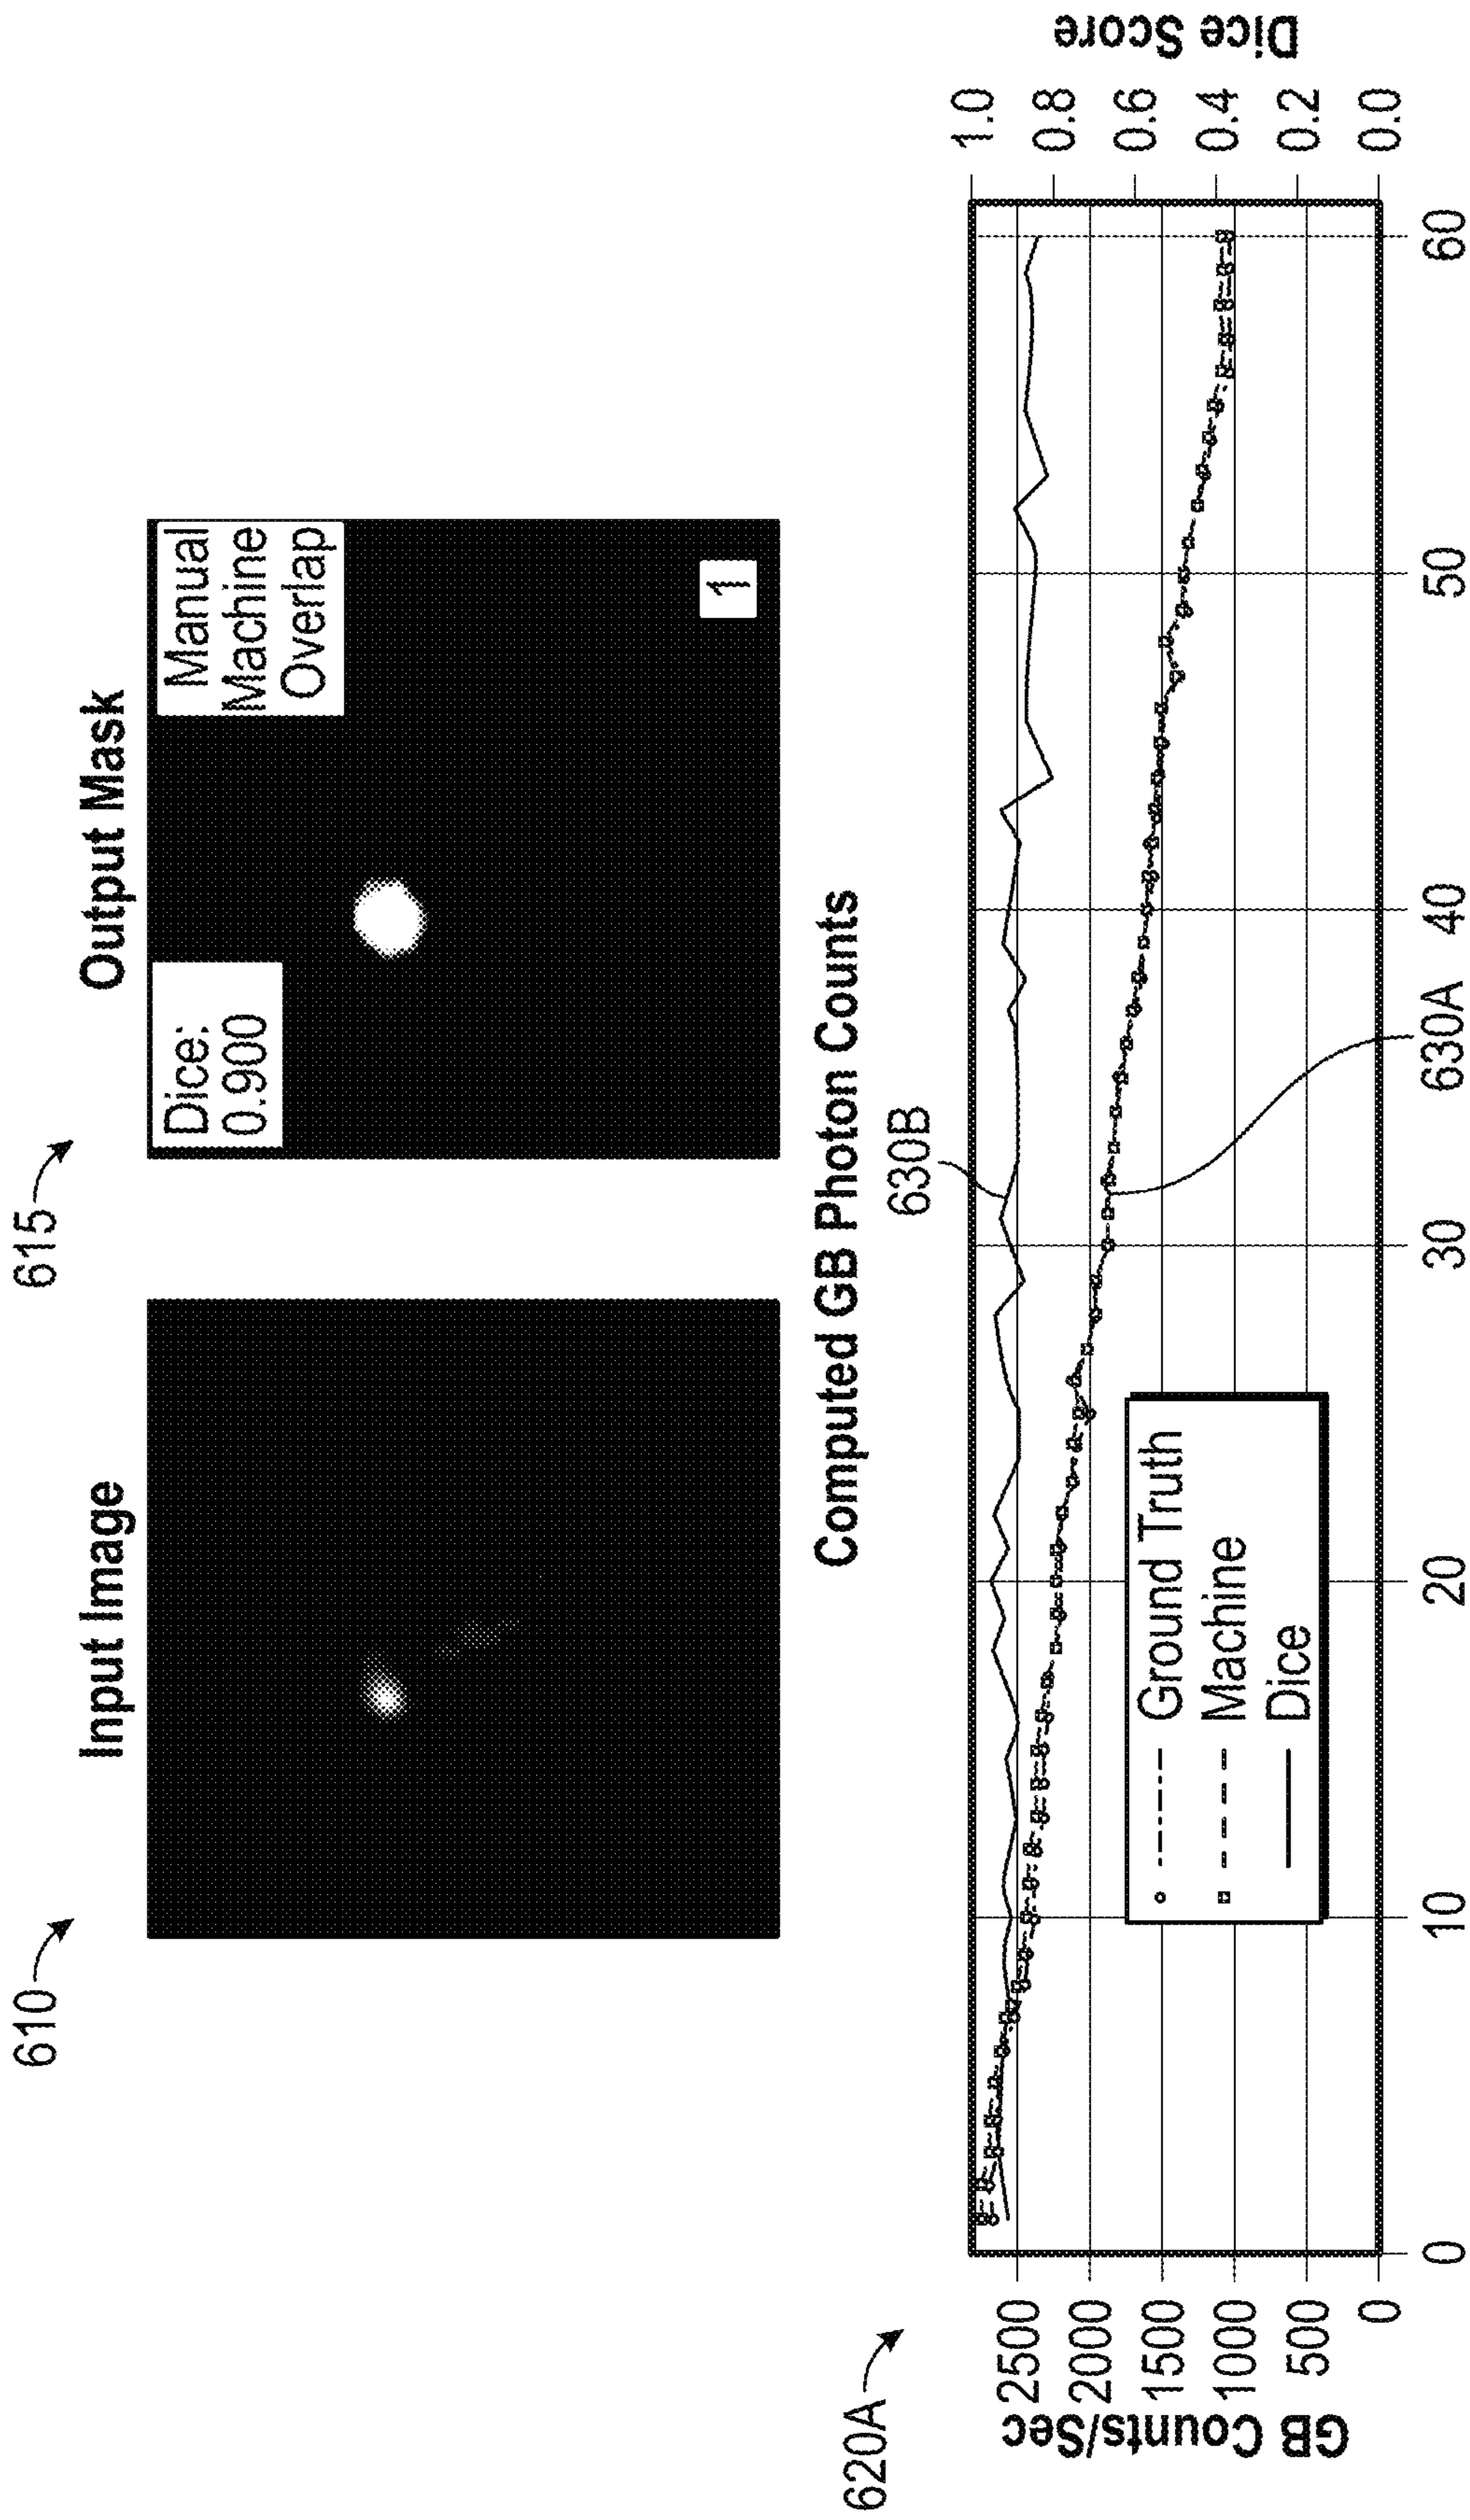 610
Input Image
615
Output Mask
Dice:
0.900
Manual
Machine
Overlap
1
Computed GB Photon Counts
620A
630B
GB Counts/Sec
2500
2000
1500
1000
500
0
Ground Truth
Machine
Dice
1.0
0.8
0.6
0.4
0.2
0.0
Dice Score
0
10
20
30
40
50
60
630A